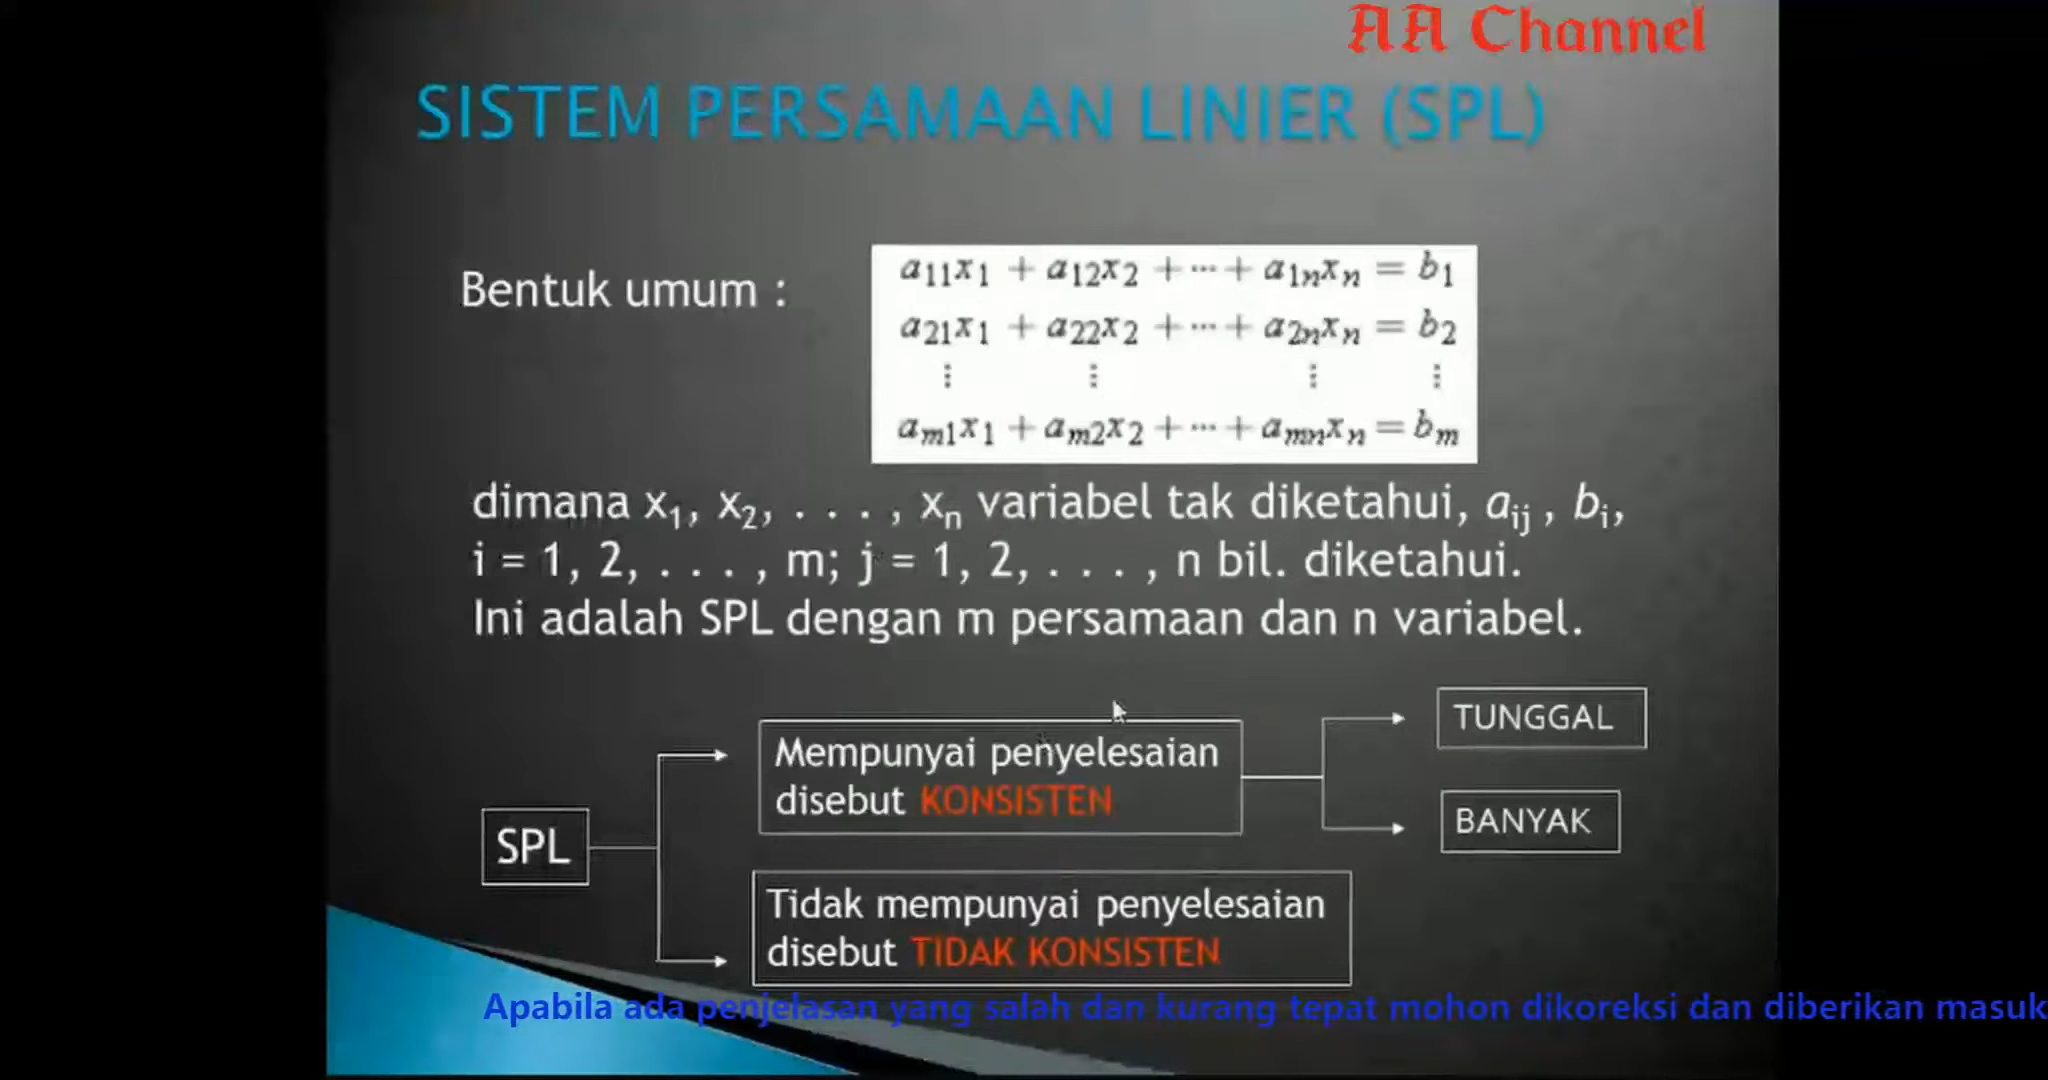 AA Channel
SISTEM PERSAMAAN LINIER (SPL)
Bentuk umum :
a₁₁x₁ + a₁₂x₂ + ··· + a₁ₙxₙ = b₁
a₂₁x₁ + a₂₂x₂ + ··· + a₂ₙxₙ = b₂
⋮ ⋮ ⋮ ⋮
aₘ₁x₁ + aₘ₂x₂ + ··· + aₘₙxₙ = bₘ
dimana x₁, x₂, . . . , xₙ variabel tak diketahui, aᵢⱼ , bᵢ,
i = 1, 2, . . . , m; j = 1, 2, . . . , n bil. diketahui.
Ini adalah SPL dengan m persamaan dan n variabel.
SPL
Mempunyai penyelesaian
disebut KONSISTEN
TUNGGAL
BANYAK
Tidak mempunyai penyelesaian
disebut TIDAK KONSISTEN
Apabila ada penjelasan yang salah dan kurang tepat mohon dikoreksi dan diberikan masuk